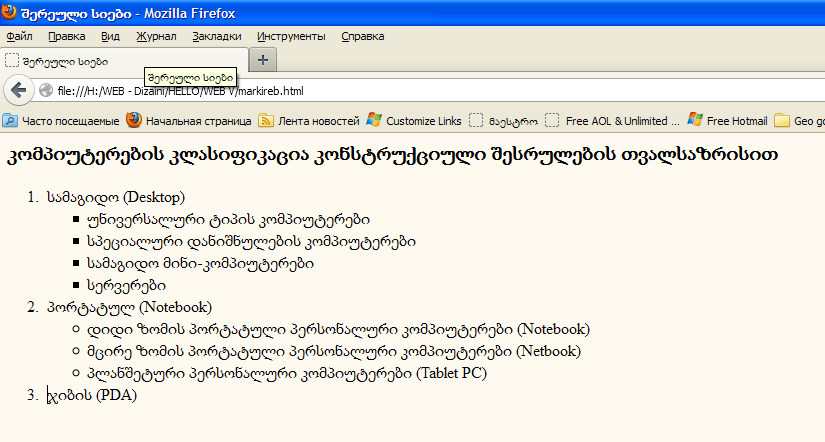 შერეული სიები - Mozilla Firefox
Файл Правка Вид Журнал Закладки Инструменты Справка
შერეული სიები
შერეული სიები
file:///H:/WEB - Dizaini/HELLO/WEB V/markireb.html
Часто посещаемые Начальная страница Лента новостей Customize Links მაესტრო Free AOL & Unlimited ... Free Hotmail Geo g
კომპიუტერების კლასიფიკაცია კონსტრუქციული შესრულების თვალსაზრისით
1. სამაგიდო (Desktop)
უნივერსალური ტიპის კომპიუტერები
სპეციალური დანიშნულების კომპიუტერები
სამაგიდო მინი-კომპიუტერები
სერვერები
2. პორტატულ (Notebook)
დიდი ზომის პორტატული პერსონალური კომპიუტერები (Notebook)
მცირე ზომის პორტატული პერსონალური კომპიუტერები (Netbook)
პლანშეტური პერსონალური კომპიუტერები (Tablet PC)
3. ჯიბის (PDA)